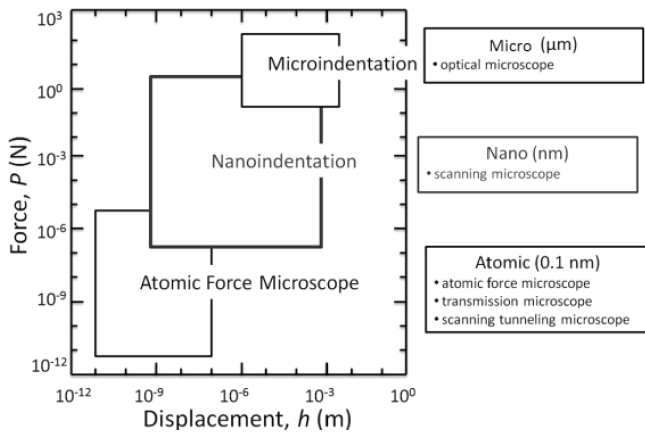 10³
10⁰
10⁻³
10⁻⁶
10⁻⁹
10⁻¹²
Force, P (N)
Microindentation
Nanoindentation
Atomic Force Microscope
10⁻¹² 10⁻⁹ 10⁻⁶ 10⁻³ 10⁰
Displacement, h (m)
Micro (μm)
• optical microscope
Nano (nm)
• scanning microscope
Atomic (0.1 nm)
• atomic force microscope
• transmission microscope
• scanning tunneling microscope